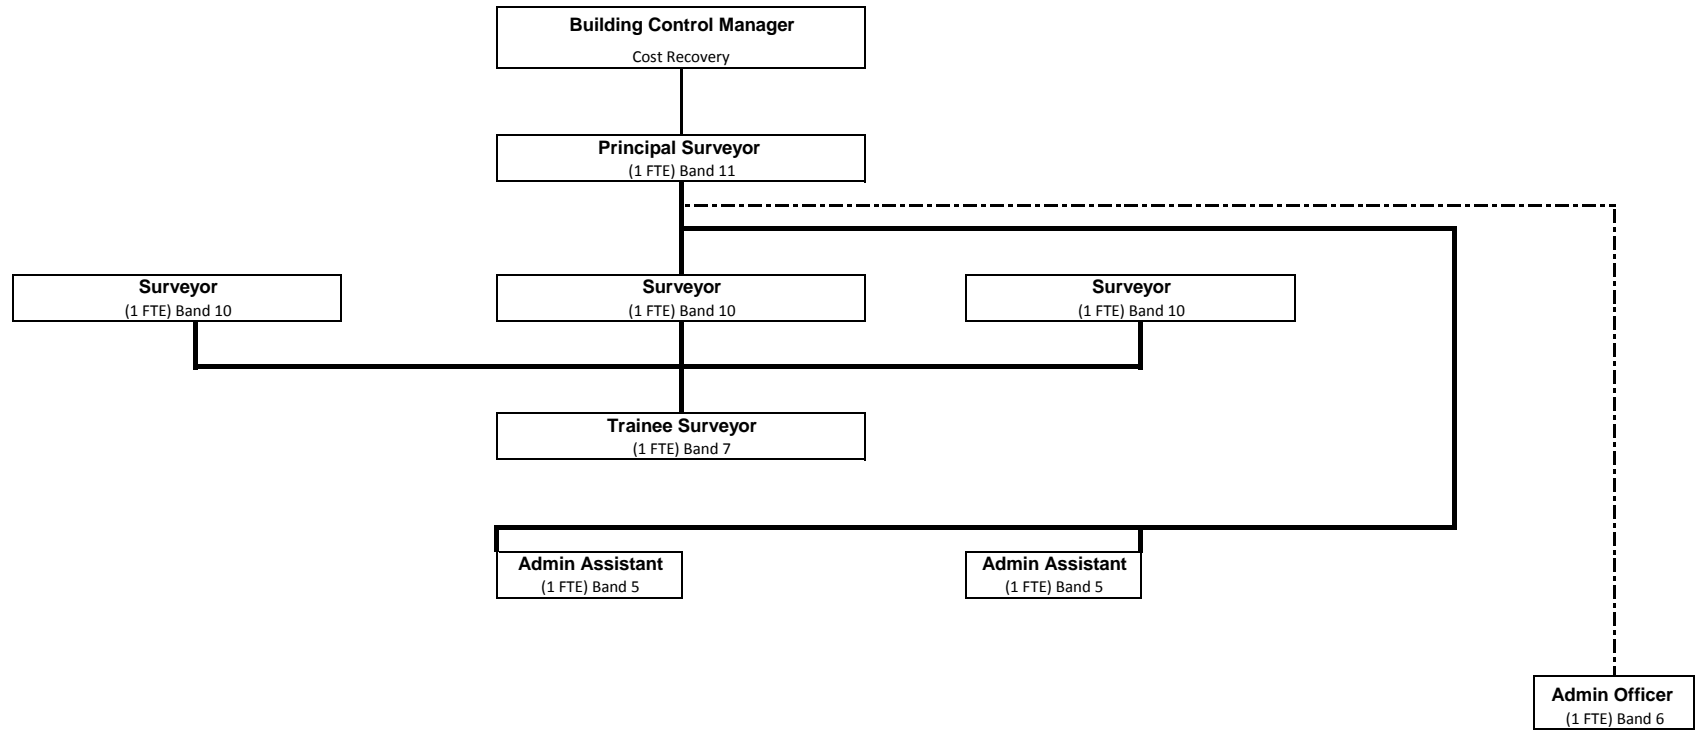 Building Control Manager
Cost Recovery
Principal Surveyor
(1 FTE) Band 11
Surveyor
(1 FTE) Band 10
Surveyor
(1 FTE) Band 10
Surveyor
(1 FTE) Band 10
Trainee Surveyor
(1 FTE) Band 7
Admin Assistant
(1 FTE) Band 5
Admin Assistant
(1 FTE) Band 5
Admin Officer
(1 FTE) Band 6